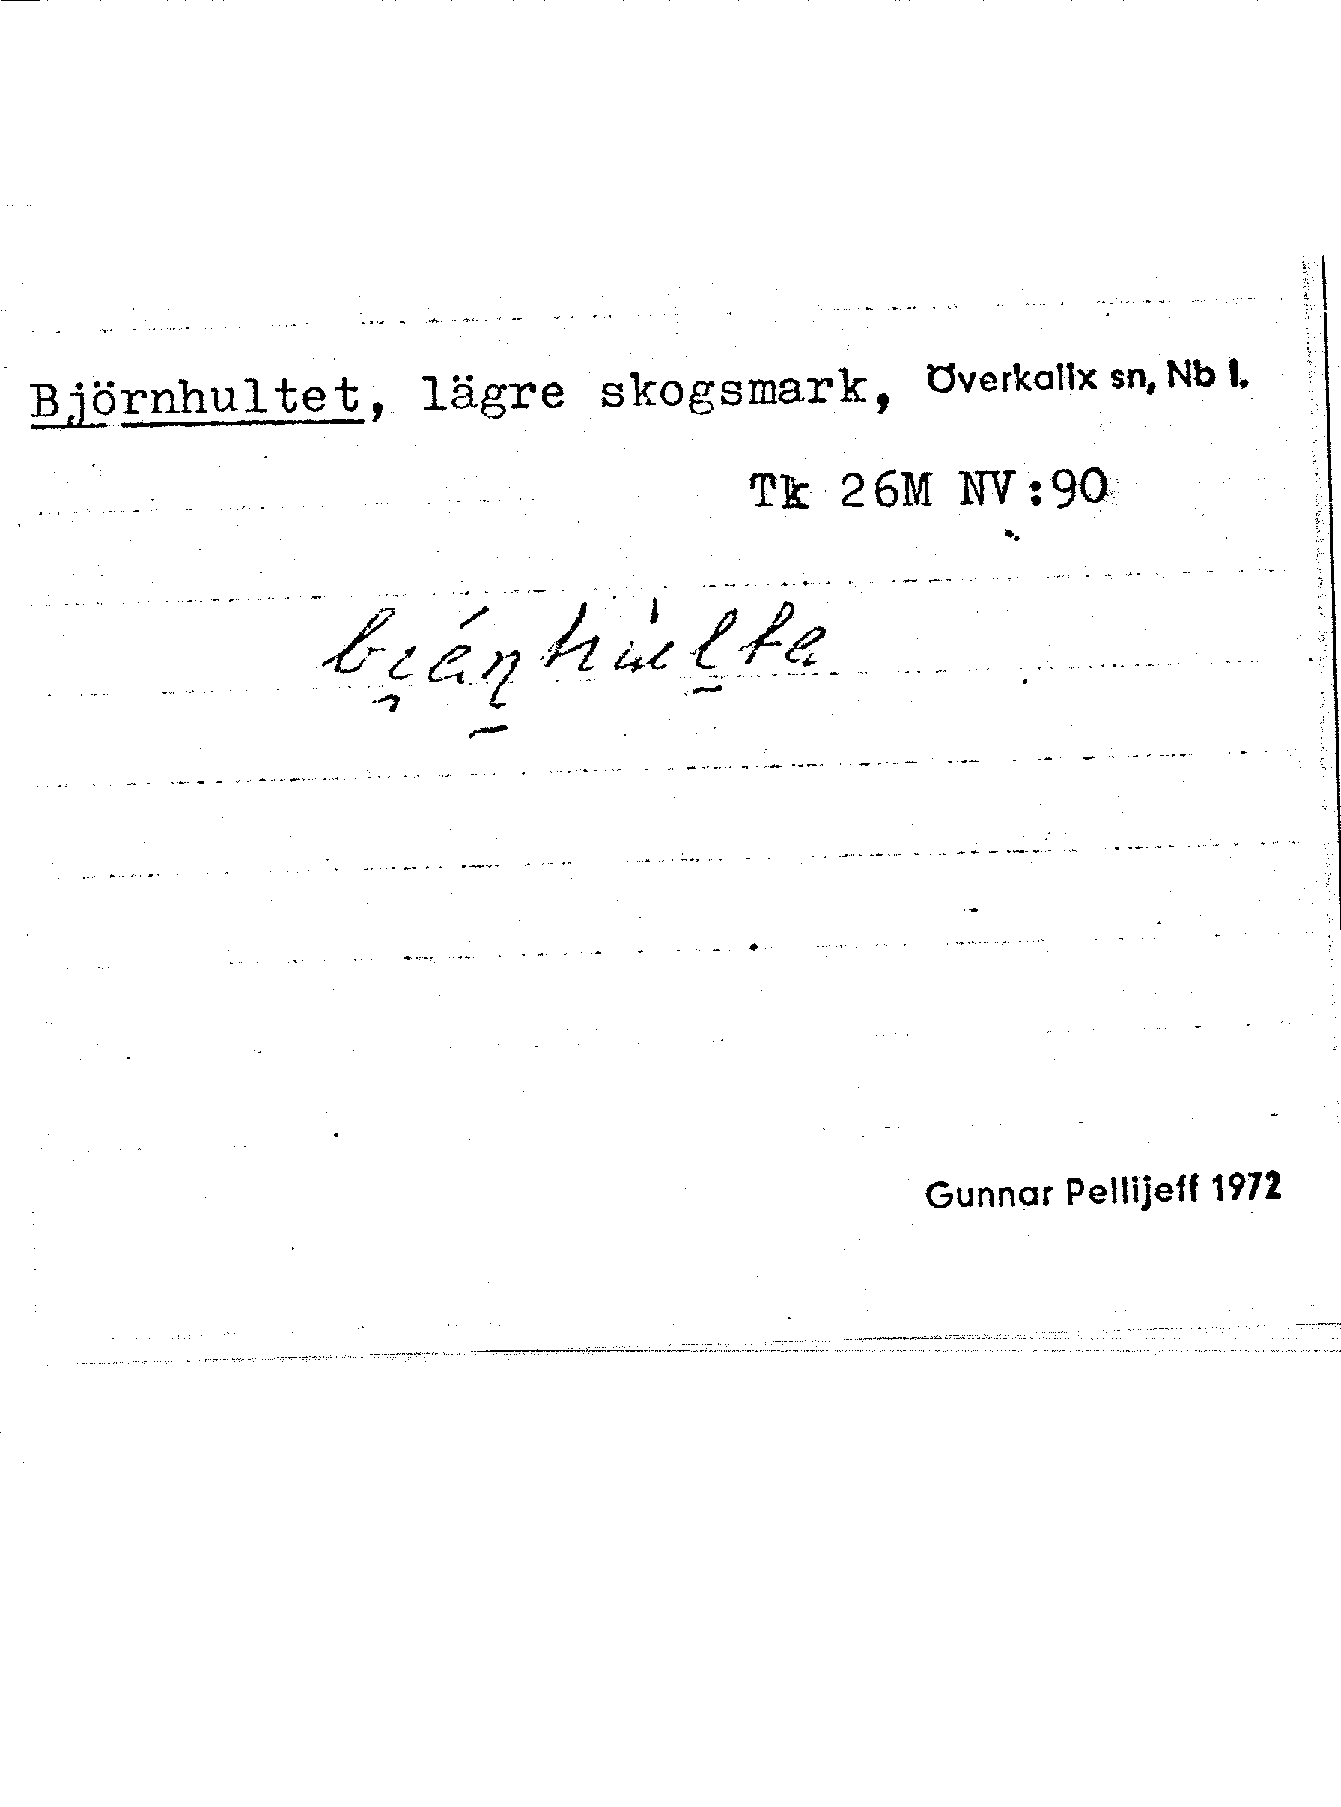 Björnhultet, lägre skogsmark, Överkalix sn, Nb l.
Tk 26M NV:90
Gunnar Pellijeff 1972